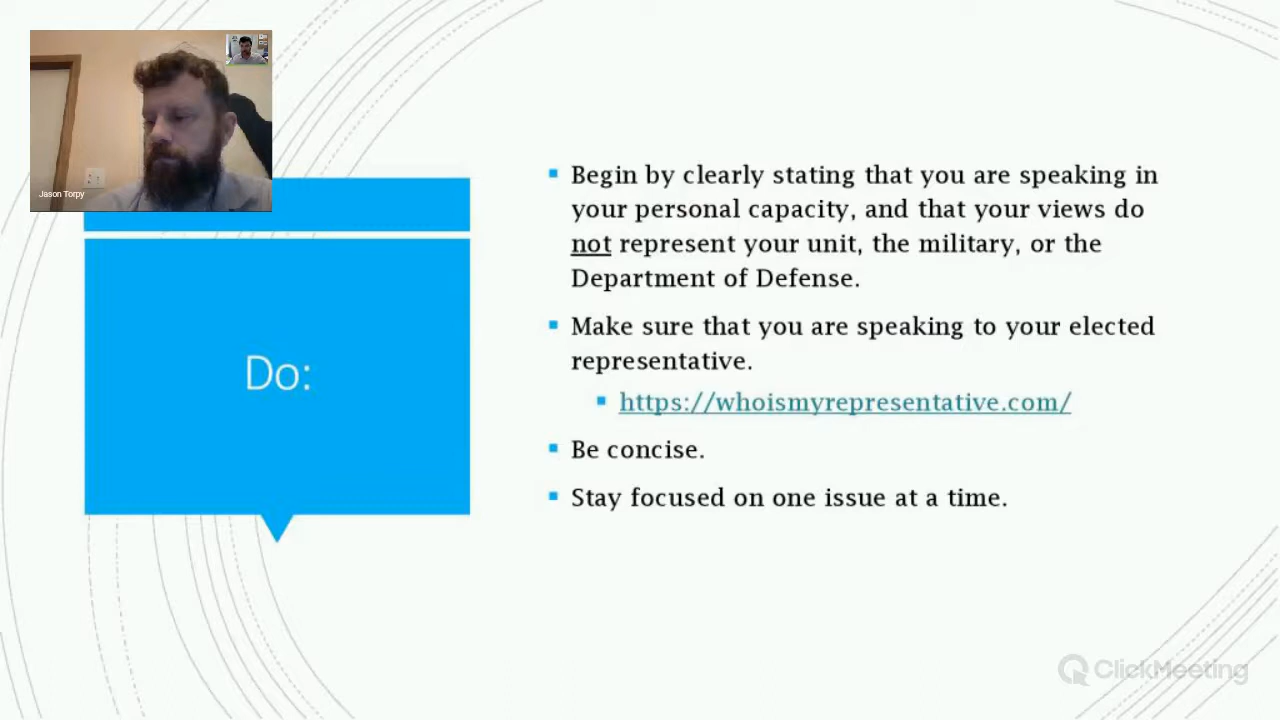 Jason Torpy
Do:
Begin by clearly stating that you are speaking in
your personal capacity, and that your views do
not represent your unit, the military, or the
Department of Defense.
Make sure that you are speaking to your elected
representative.
https://whoismyrepresentative.com/
Be concise.
Stay focused on one issue at a time.
ClickMeeting